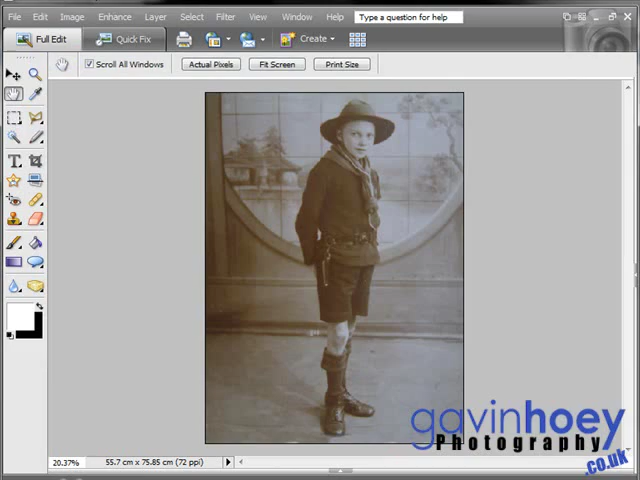 File Edit Image Enhance Layer Select Filter View Window Help Type a question for help
Full Edit Quick Fix Create
Scroll All Windows Actual Pixels Fit Screen Print Size
T
gavinhoey
Photography
.co.uk
20.37% 55.7 cm x 75.85 cm (72 ppi)